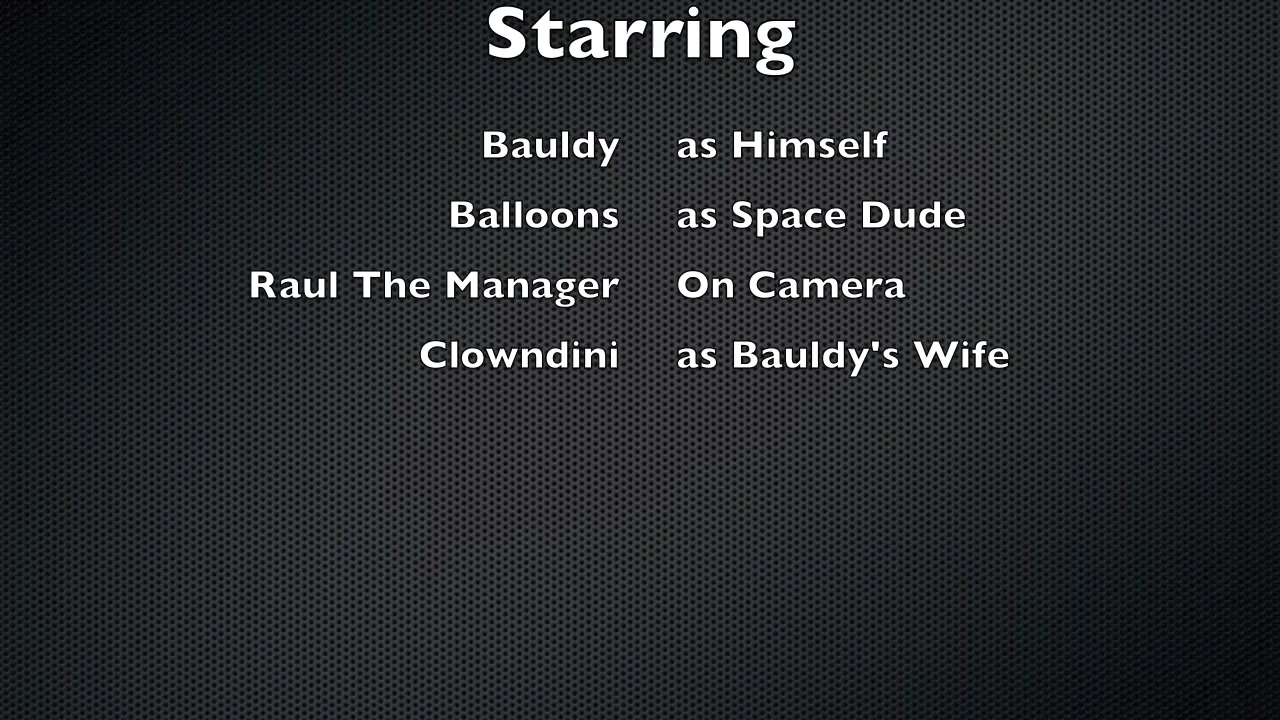 Starring
Bauldy as Himself
Balloons as Space Dude
Raul The Manager On Camera
Clowndini as Bauldy's Wife